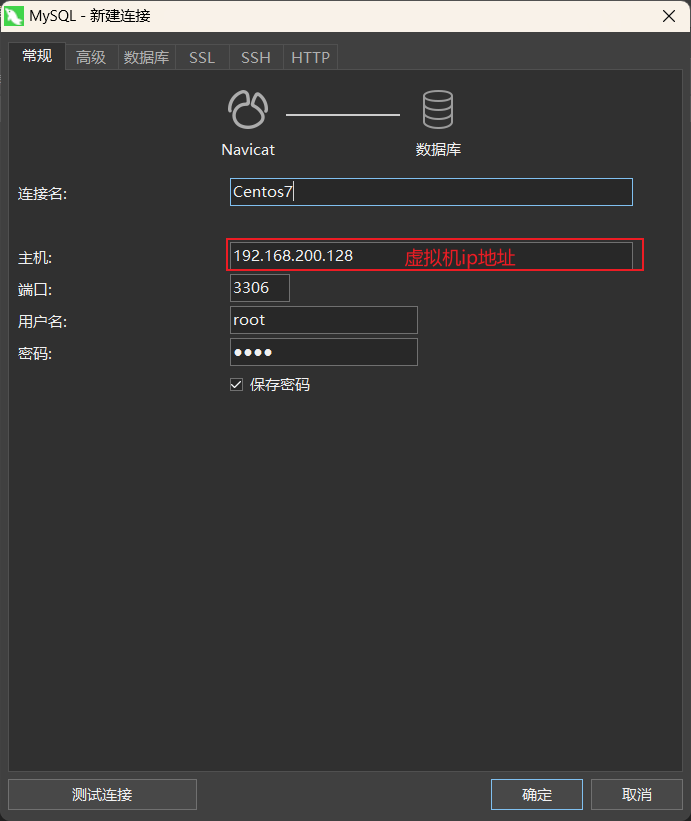 MySQL - 新建连接
常规 高级 数据库 SSL SSH HTTP
Navicat 数据库
连接名: Centos7
主机: 192.168.200.128 虚拟机ip地址
端口: 3306
用户名: root
密码: ●●●●
保存密码
测试连接 确定 取消